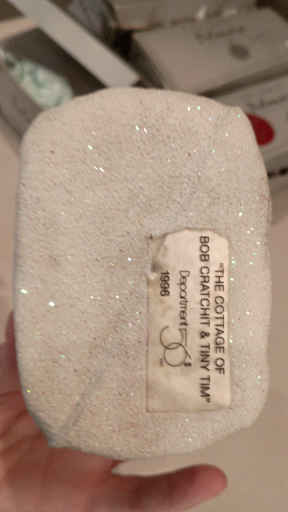 "THE COTTAGE OF
BOB CRATCHIT & TINY TIM"
Department 56
1996